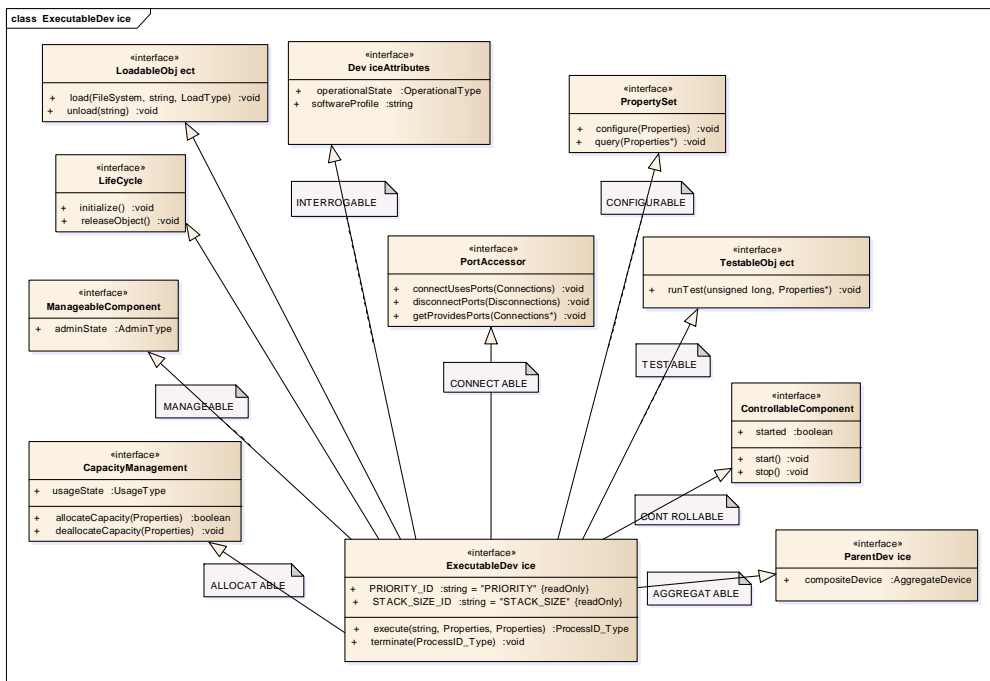 class ExecutableDevice
«interface»
LoadableObject
+ load(FileSystem, string, LoadType) :void
+ unload(string) :void
«interface»
DeviceAttributes
+ operationalState :OperationalType
+ softwareProfile :string
«interface»
PropertySet
+ configure(Properties) :void
+ query(Properties*) :void
«interface»
LifeCycle
+ initialize() :void
+ releaseObject() :void
INTERROGABLE
CONFIGURABLE
«interface»
PortAccessor
+ connectUsesPorts(Connections) :void
+ disconnectPorts(Disconnections) :void
+ getProvidesPorts(Connections*) :void
«interface»
TestableObject
+ runTest(unsigned long, Properties*) :void
«interface»
ManageableComponent
+ adminState :AdminType
MANAGEABLE
CONNECTABLE
TESTABLE
«interface»
ControllableComponent
+ started :boolean
+ start() :void
+ stop() :void
«interface»
CapacityManagement
+ usageState :UsageType
+ allocateCapacity(Properties) :boolean
+ deallocateCapacity(Properties) :void
CONTROLLABLE
ALLOCATABLE
«interface»
ExecutableDevice
+ PRIORITY_ID :string = "PRIORITY" {readOnly}
+ STACK_SIZE_ID :string = "STACK_SIZE" {readOnly}
+ execute(string, Properties, Properties) :ProcessID_Type
+ terminate(ProcessID_Type) :void
AGGREGATABLE
«interface»
ParentDevice
+ compositeDevice :AggregateDevice